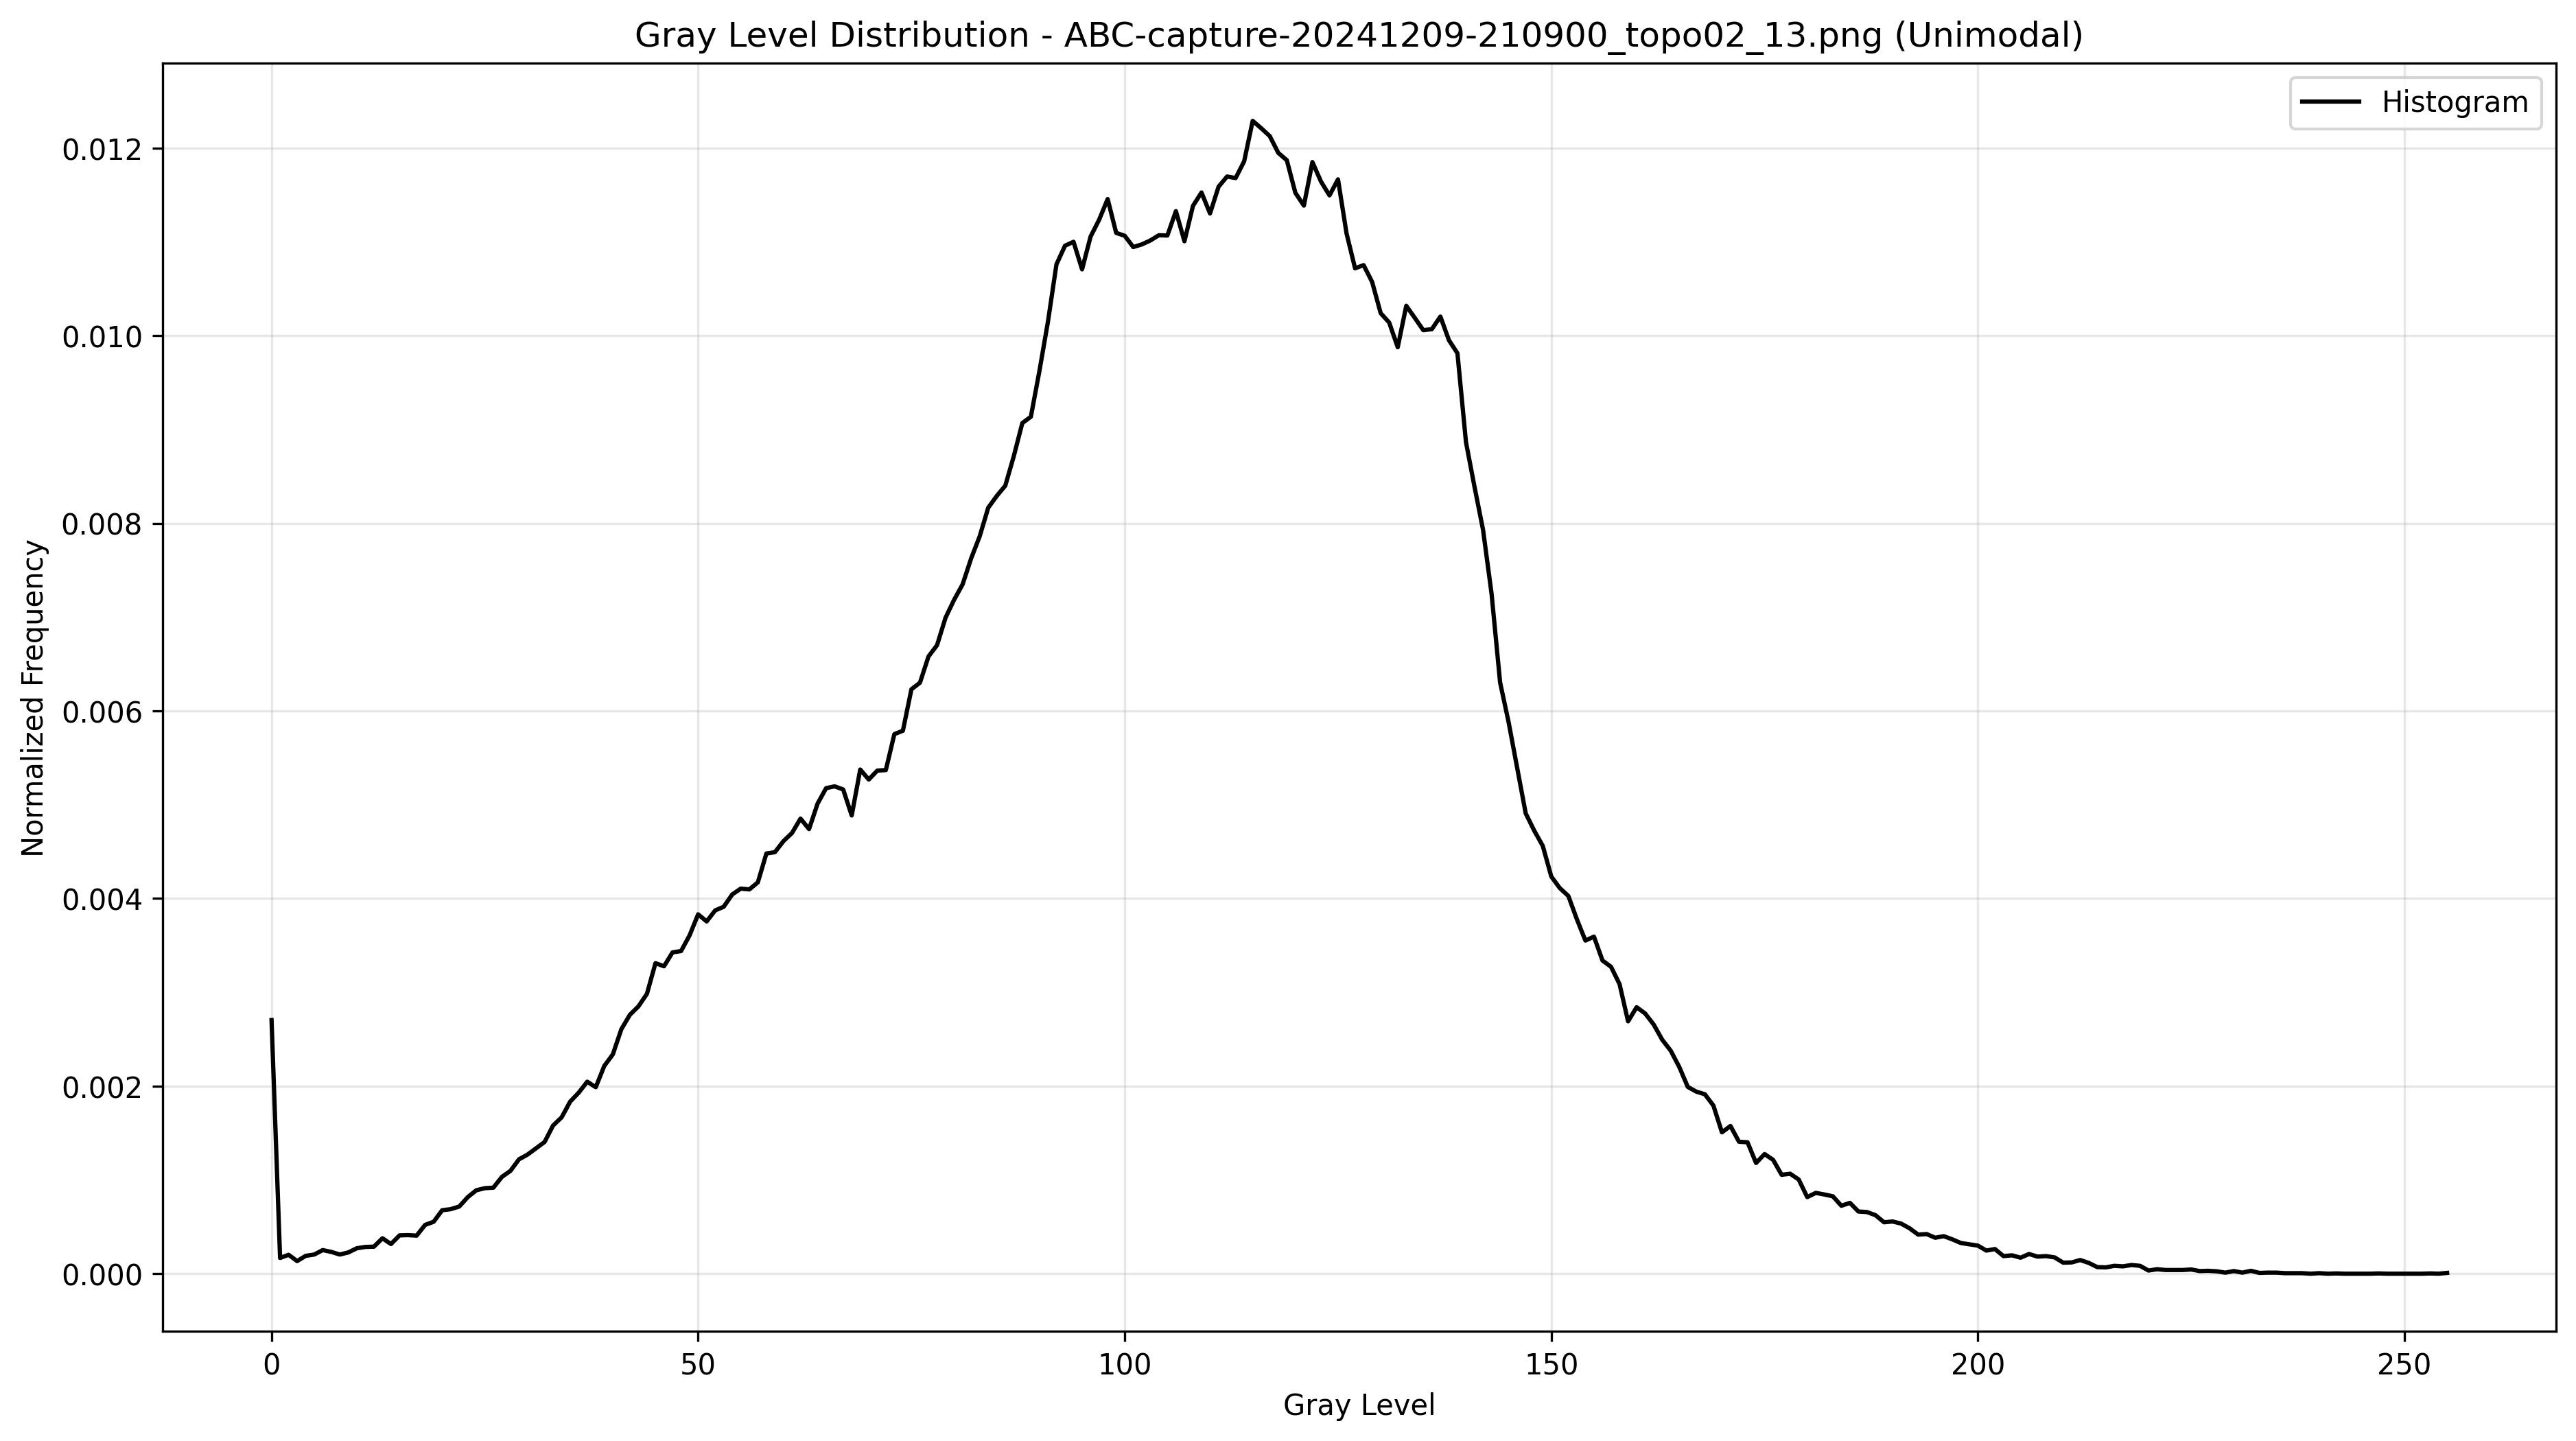 Gray Level Distribution - ABC-capture-20241209-210900_topo02_13.png (Unimodal)
Histogram
0.012
0.010
0.008
0.006
0.004
0.002
0.000
Normalized Frequency
0 50 100 150 200 250
Gray Level